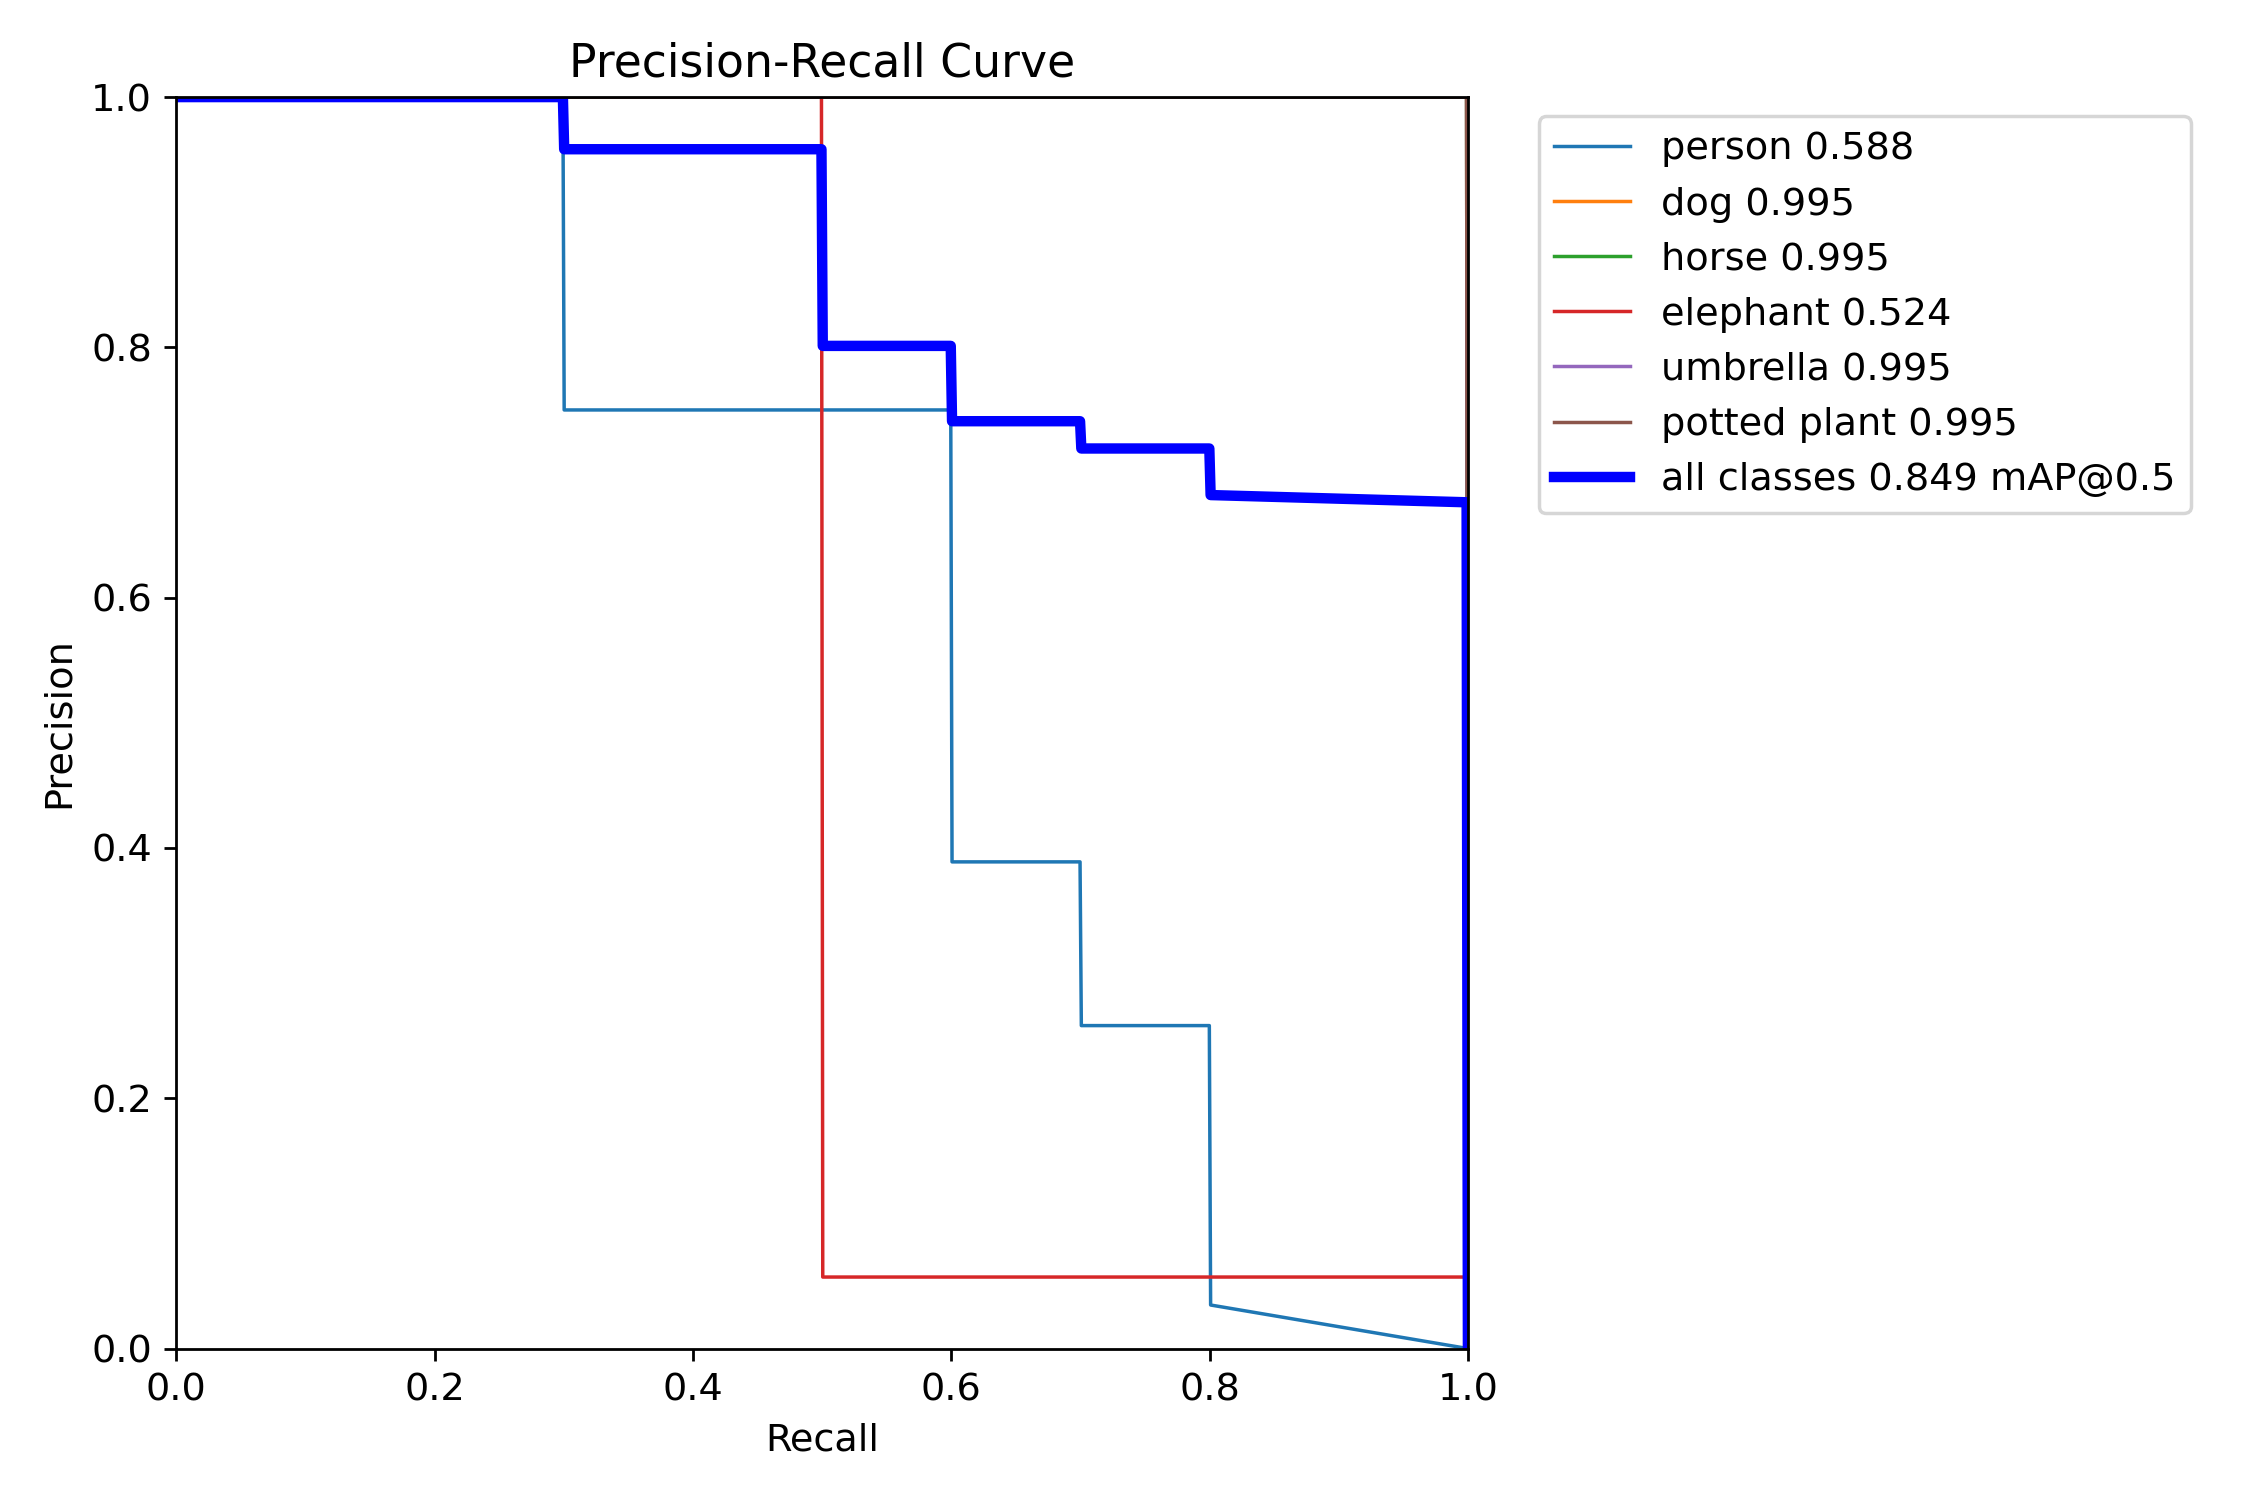 Precision-Recall Curve
1.0
0.8
0.6
0.4
0.2
0.0
Precision
0.0 0.2 0.4 0.6 0.8 1.0
Recall
person 0.588
dog 0.995
horse 0.995
elephant 0.524
umbrella 0.995
potted plant 0.995
all classes 0.849 mAP@0.5